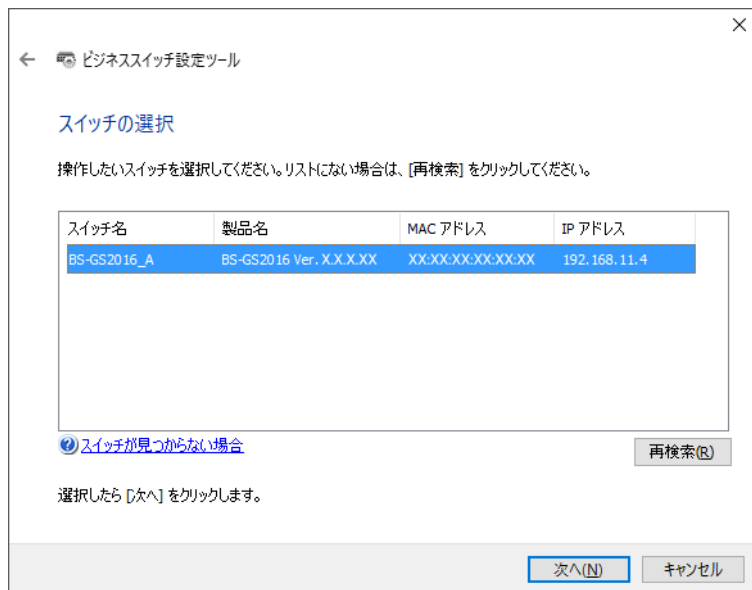 ビジネススイッチ設定ツール
スイッチの選択
操作したいスイッチを選択してください。リストにない場合は、[再検索] をクリックしてください。
スイッチ名 製品名 MAC アドレス IP アドレス
BS-GS2016_A BS-GS2016 Ver. X.X.X.XX XX:XX:XX:XX:XX:XX 192.168.11.4
スイッチが見つからない場合
再検索(R)
選択したら [次へ] をクリックします。
次へ(N) キャンセル